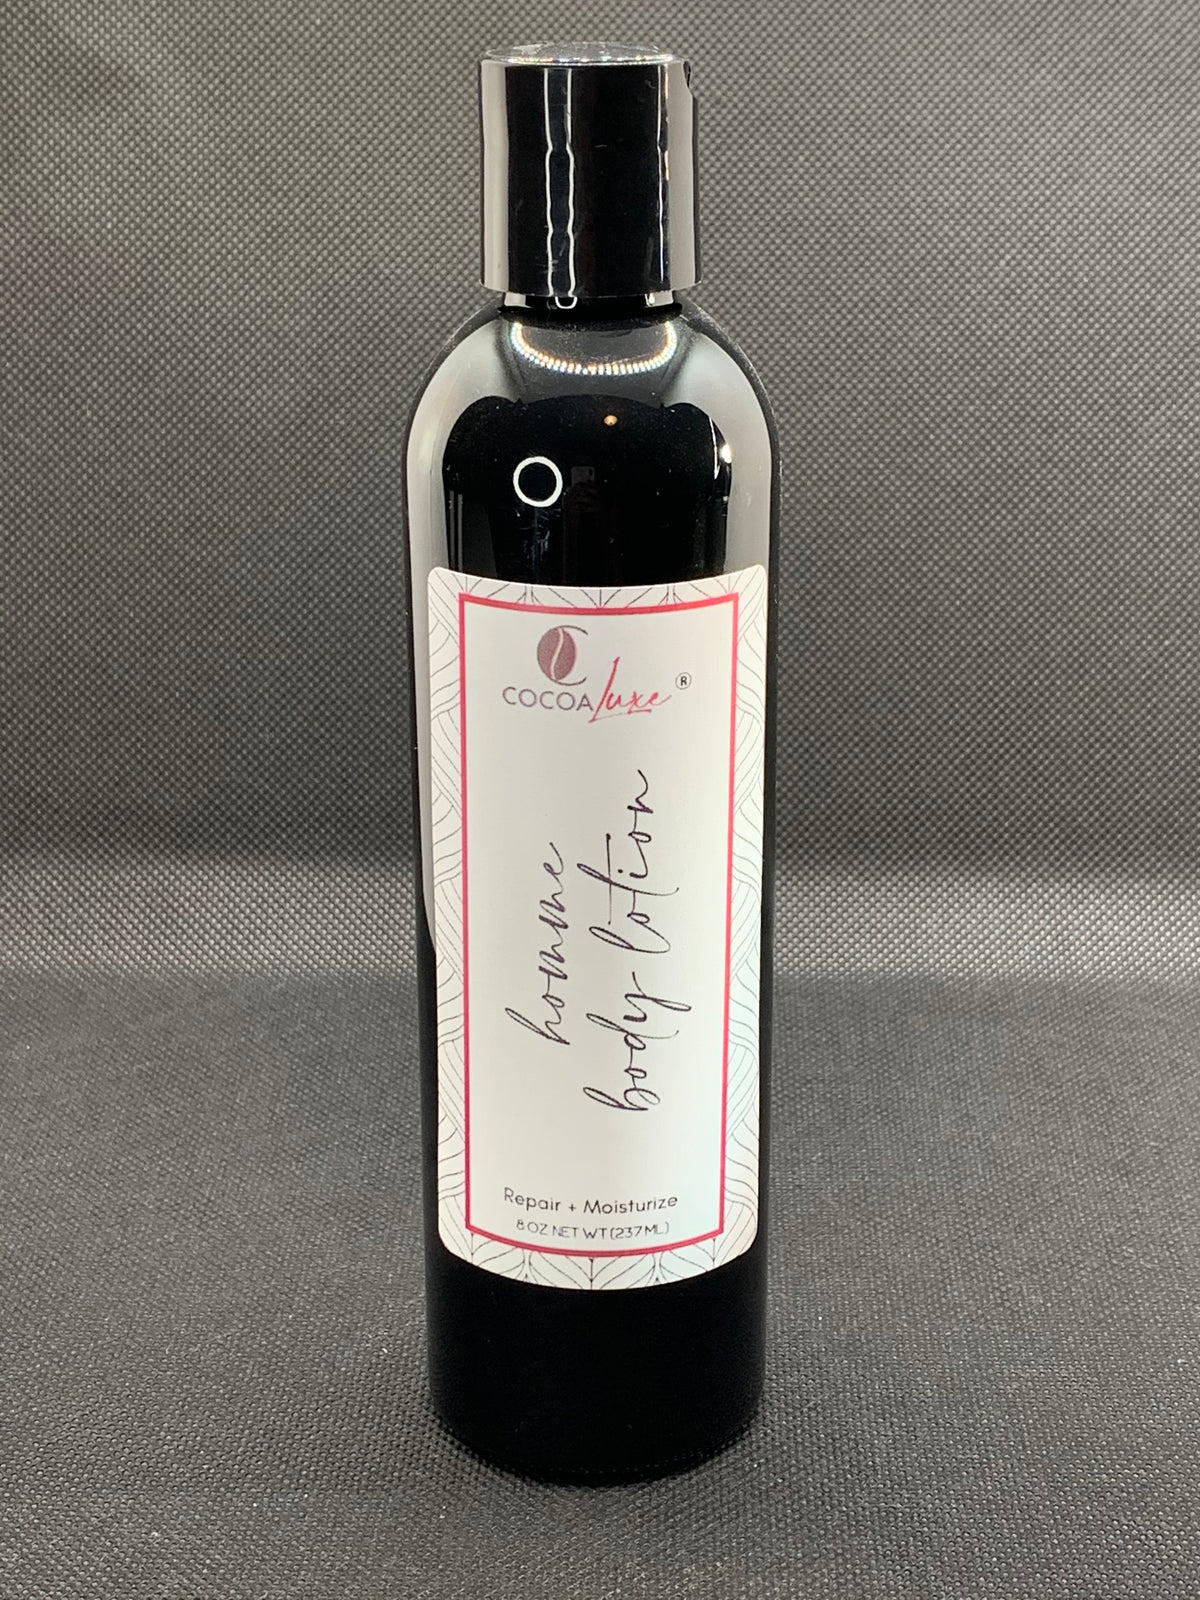 COCOA Luxe ®
homme
body lotion
Repair + Moisturize
8 OZ NET WT (237ML)